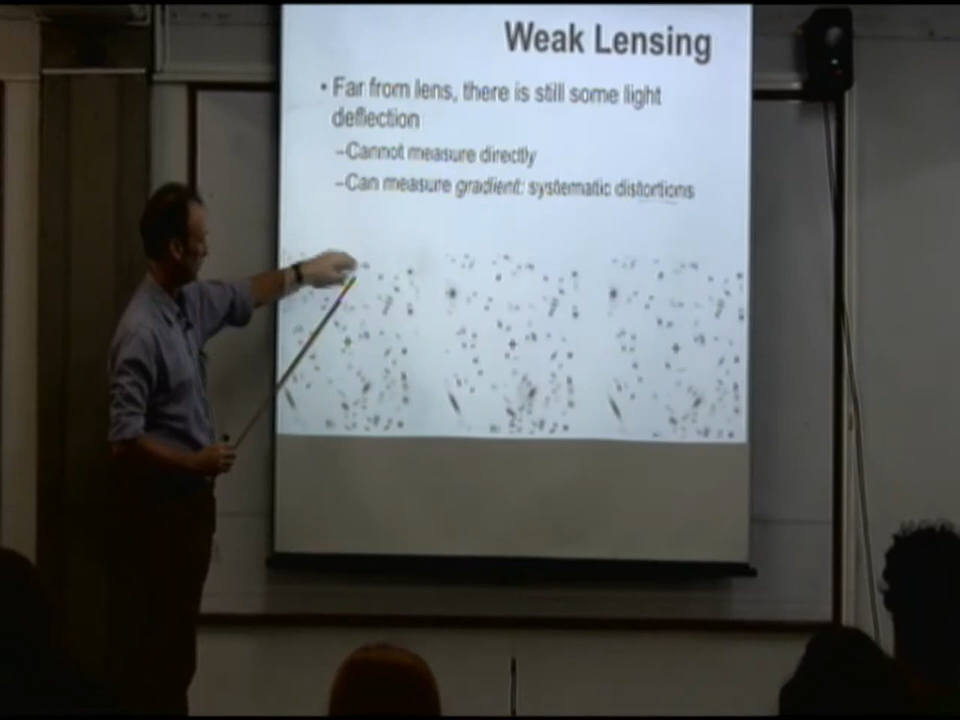 Weak Lensing
• Far from lens, there is still some light
deflection
–Cannot measure directly
–Can measure gradient: systematic distortions